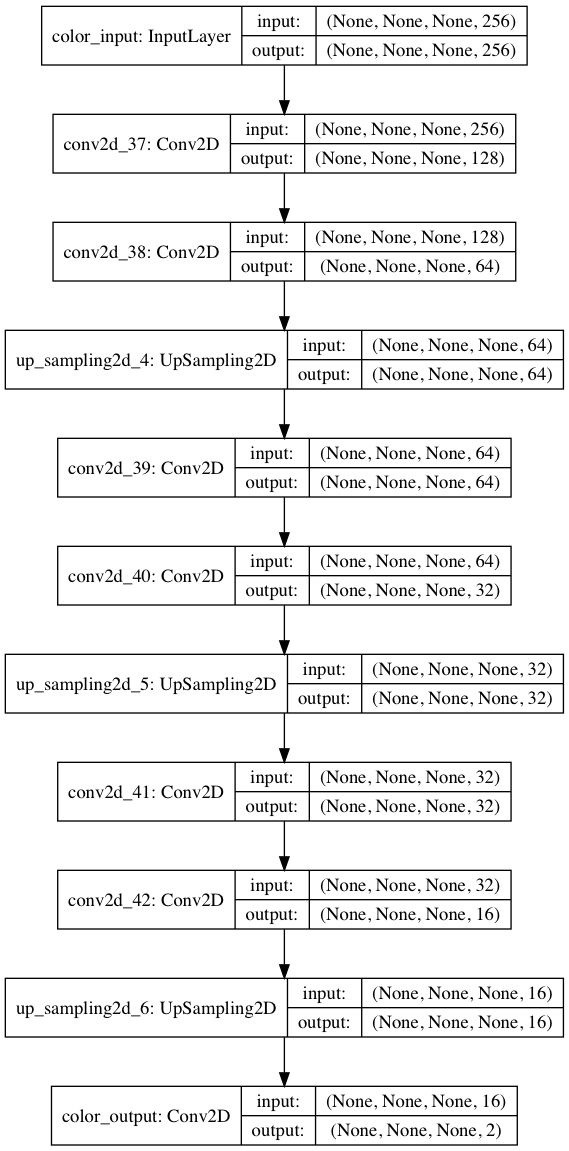 color_input: InputLayer
input:
(None, None, None, 256)
output:
(None, None, None, 256)
conv2d_37: Conv2D
input:
(None, None, None, 256)
output:
(None, None, None, 128)
conv2d_38: Conv2D
input:
(None, None, None, 128)
output:
(None, None, None, 64)
up_sampling2d_4: UpSampling2D
input:
(None, None, None, 64)
output:
(None, None, None, 64)
conv2d_39: Conv2D
input:
(None, None, None, 64)
output:
(None, None, None, 64)
conv2d_40: Conv2D
input:
(None, None, None, 64)
output:
(None, None, None, 32)
up_sampling2d_5: UpSampling2D
input:
(None, None, None, 32)
output:
(None, None, None, 32)
conv2d_41: Conv2D
input:
(None, None, None, 32)
output:
(None, None, None, 32)
conv2d_42: Conv2D
input:
(None, None, None, 32)
output:
(None, None, None, 16)
up_sampling2d_6: UpSampling2D
input:
(None, None, None, 16)
output:
(None, None, None, 16)
color_output: Conv2D
input:
(None, None, None, 16)
output:
(None, None, None, 2)